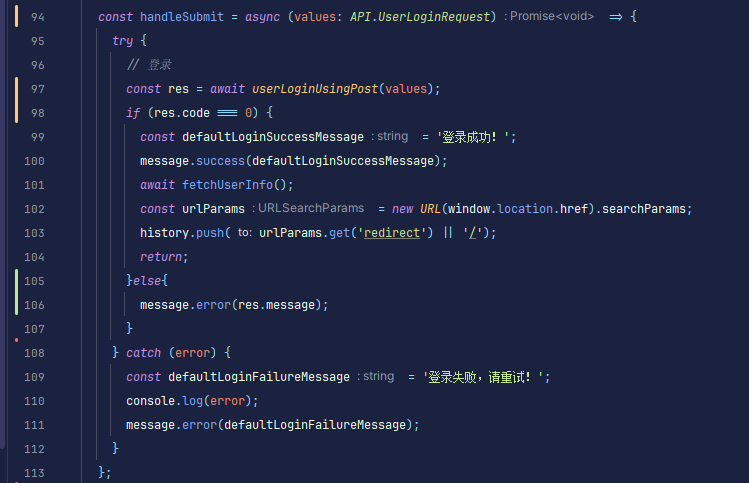 94 const handleSubmit = async (values: API.UserLoginRequest) : Promise<void> => {
95 try {
96 // 登录
97 const res = await userLoginUsingPost(values);
98 if (res.code === 0) {
99 const defaultLoginSuccessMessage : string = '登录成功！';
100 message.success(defaultLoginSuccessMessage);
101 await fetchUserInfo();
102 const urlParams : URLSearchParams = new URL(window.location.href).searchParams;
103 history.push( to: urlParams.get('redirect') || '/');
104 return;
105 }else{
106 message.error(res.message);
107 }
108 } catch (error) {
109 const defaultLoginFailureMessage : string = '登录失败，请重试！';
110 console.log(error);
111 message.error(defaultLoginFailureMessage);
112 }
113 };